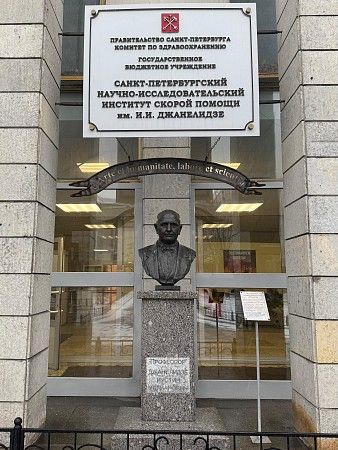 ПРАВИТЕЛЬСТВО САНКТ-ПЕТЕРБУРГА
КОМИТЕТ ПО ЗДРАВООХРАНЕНИЮ
ГОСУДАРСТВЕННОЕ
БЮДЖЕТНОЕ УЧРЕЖДЕНИЕ
САНКТ-ПЕТЕРБУРГСКИЙ
НАУЧНО-ИССЛЕДОВАТЕЛЬСКИЙ
ИНСТИТУТ СКОРОЙ ПОМОЩИ
им. И.И. ДЖАНЕЛИДЗЕ
Arte et humanitate, labore et scientia
ПРОФЕССОР
ДЖАНЕЛИДЗЕ
ЮСТИН